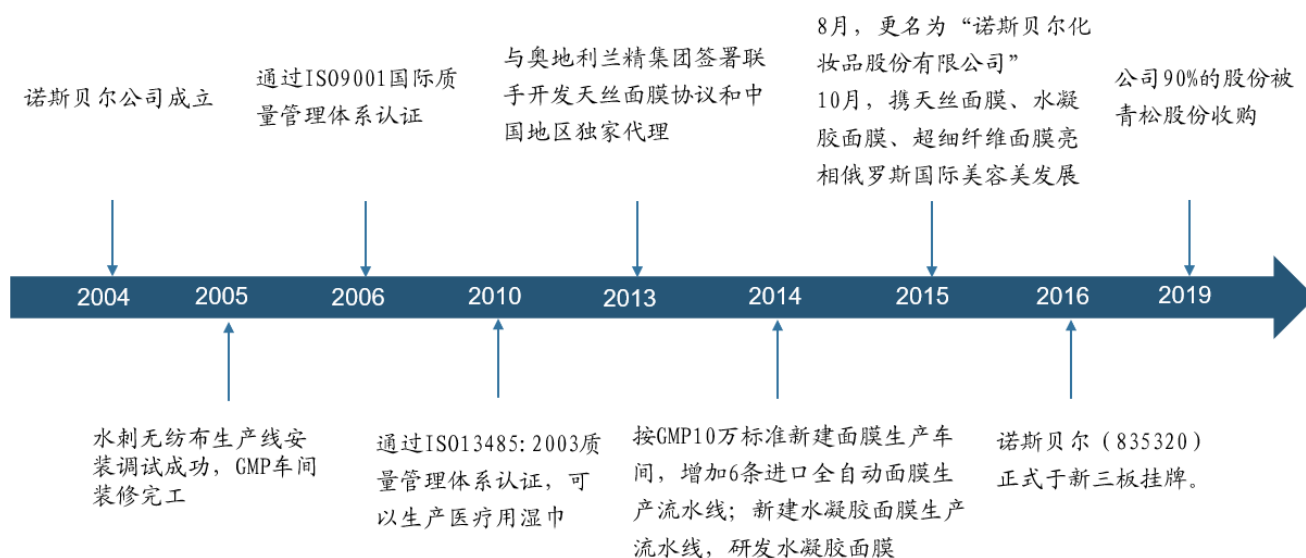 诺斯贝尔公司成立
通过ISO9001国际质
量管理体系认证
与奥地利兰精集团签署联
手开发天丝面膜协议和中
国地区独家代理
8月，更名为“诺斯贝尔化
妆品股份有限公司”
10月，携天丝面膜、水凝
胶面膜、超细纤维面膜亮
相俄罗斯国际美容美发展
公司90%的股份被
青松股份收购
2004 2005 2006 2010 2013 2014 2015 2016 2019
水刺无纺布生产线安
装调试成功，GMP车间
装修完工
通过ISO13485:2003质
量管理体系认证，可
以生产医疗用湿巾
按GMP10万标准新建面膜生产车
间，增加6条进口全自动面膜生
产流水线；新建水凝胶面膜生产
流水线，研发水凝胶面膜
诺斯贝尔（835320）
正式于新三板挂牌。